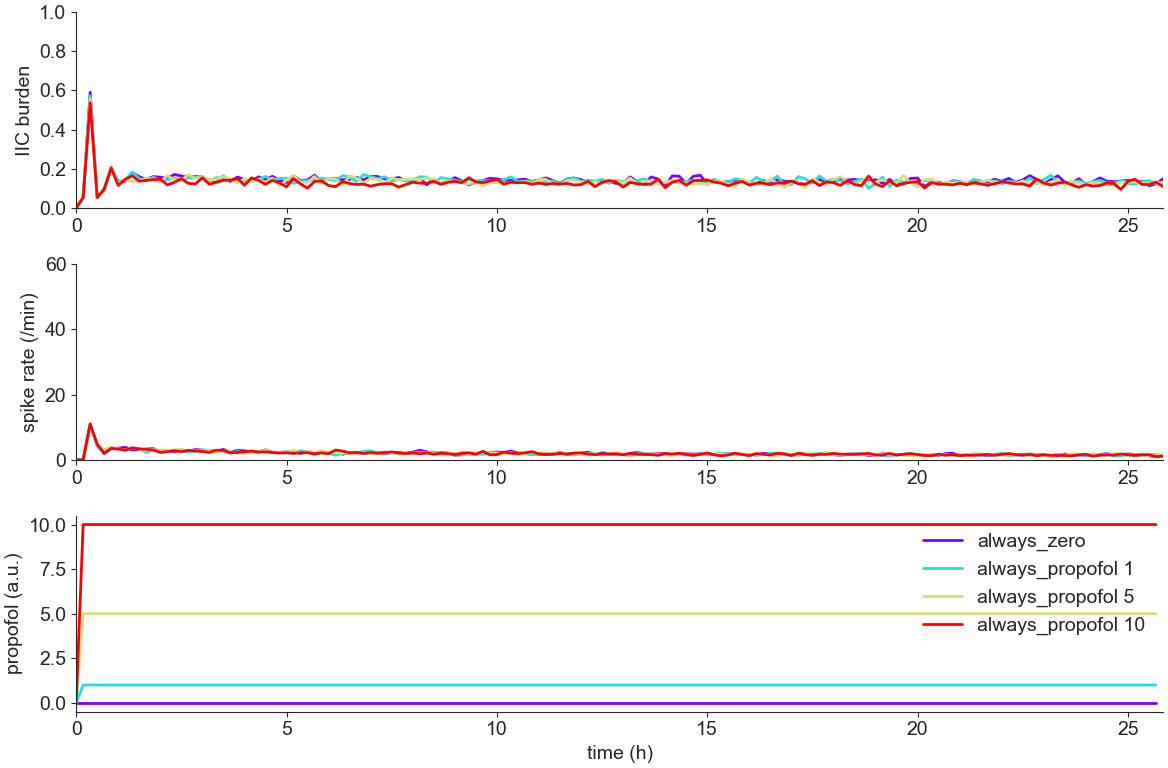 1.0
0.8
0.6
0.4
0.2
0.0
IIC burden
0 5 10 15 20 25
60
40
20
0
spike rate (/min)
0 5 10 15 20 25
10.0
7.5
5.0
2.5
0.0
propofol (a.u.)
always_zero
always_propofol 1
always_propofol 5
always_propofol 10
0 5 10 15 20 25
time (h)